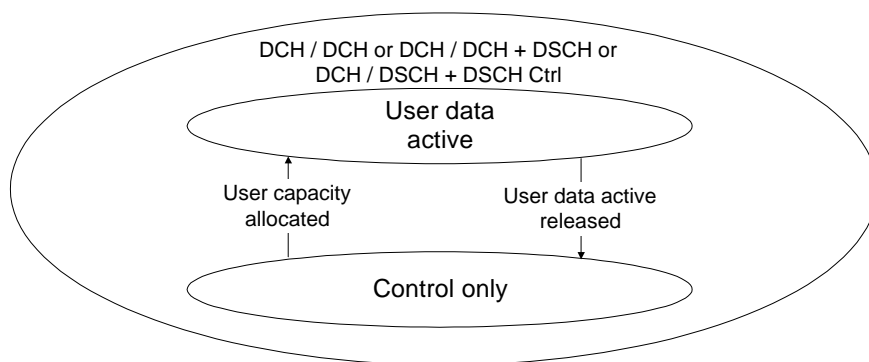 DCH / DCH or DCH / DCH + DSCH or
DCH / DSCH + DSCH Ctrl
User data
active
User capacity
allocated
User data active
released
Control only